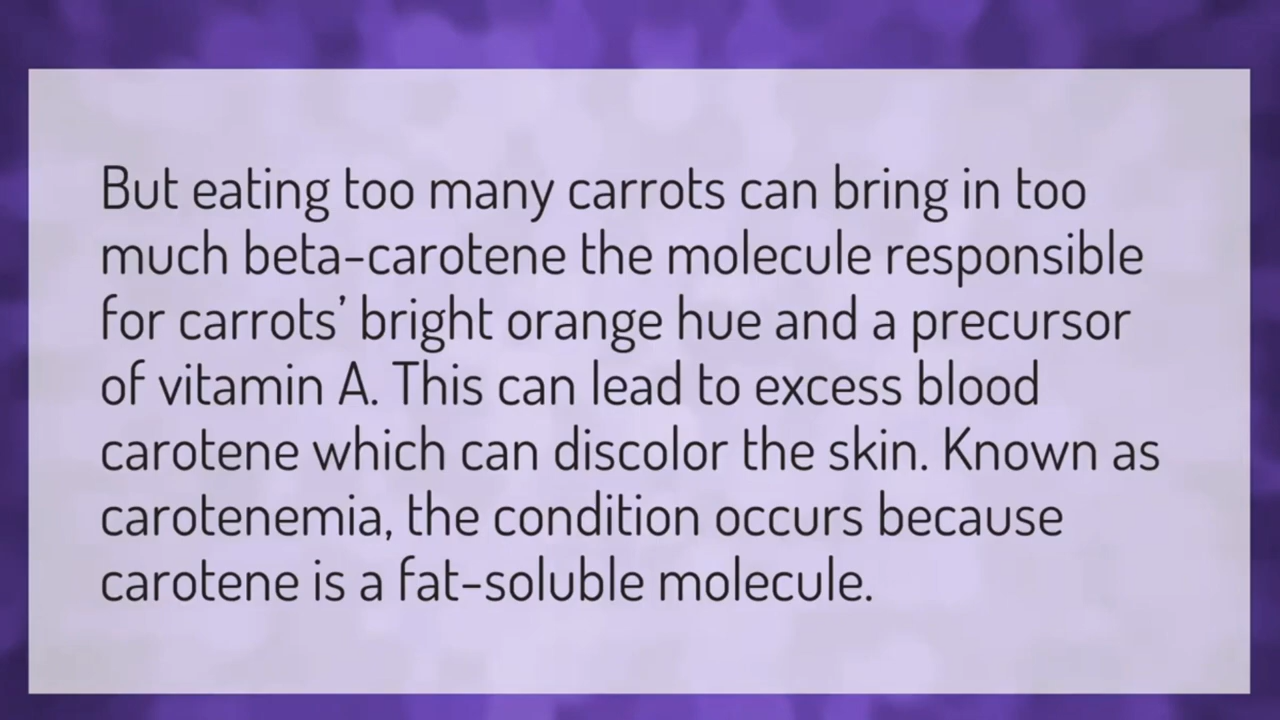 But eating too many carrots can bring in too
much beta-carotene the molecule responsible
for carrots’ bright orange hue and a precursor
of vitamin A. This can lead to excess blood
carotene which can discolor the skin. Known as
carotenemia, the condition occurs because
carotene is a fat-soluble molecule.